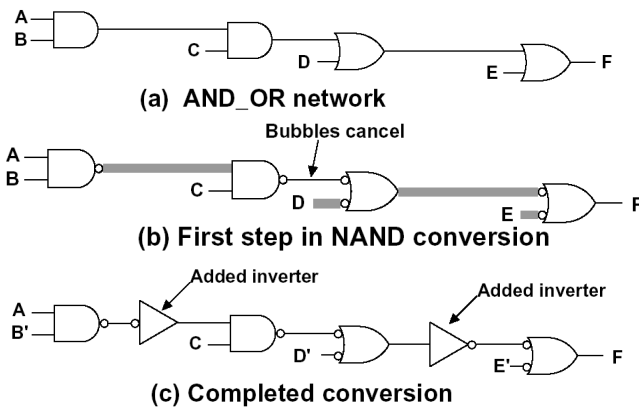 A
B
C
D
E
F
(a) AND_OR network
Bubbles cancel
A
B
C
D
E
F
(b) First step in NAND conversion
Added inverter
Added inverter
A
B'
C
D'
E'
F
(c) Completed conversion